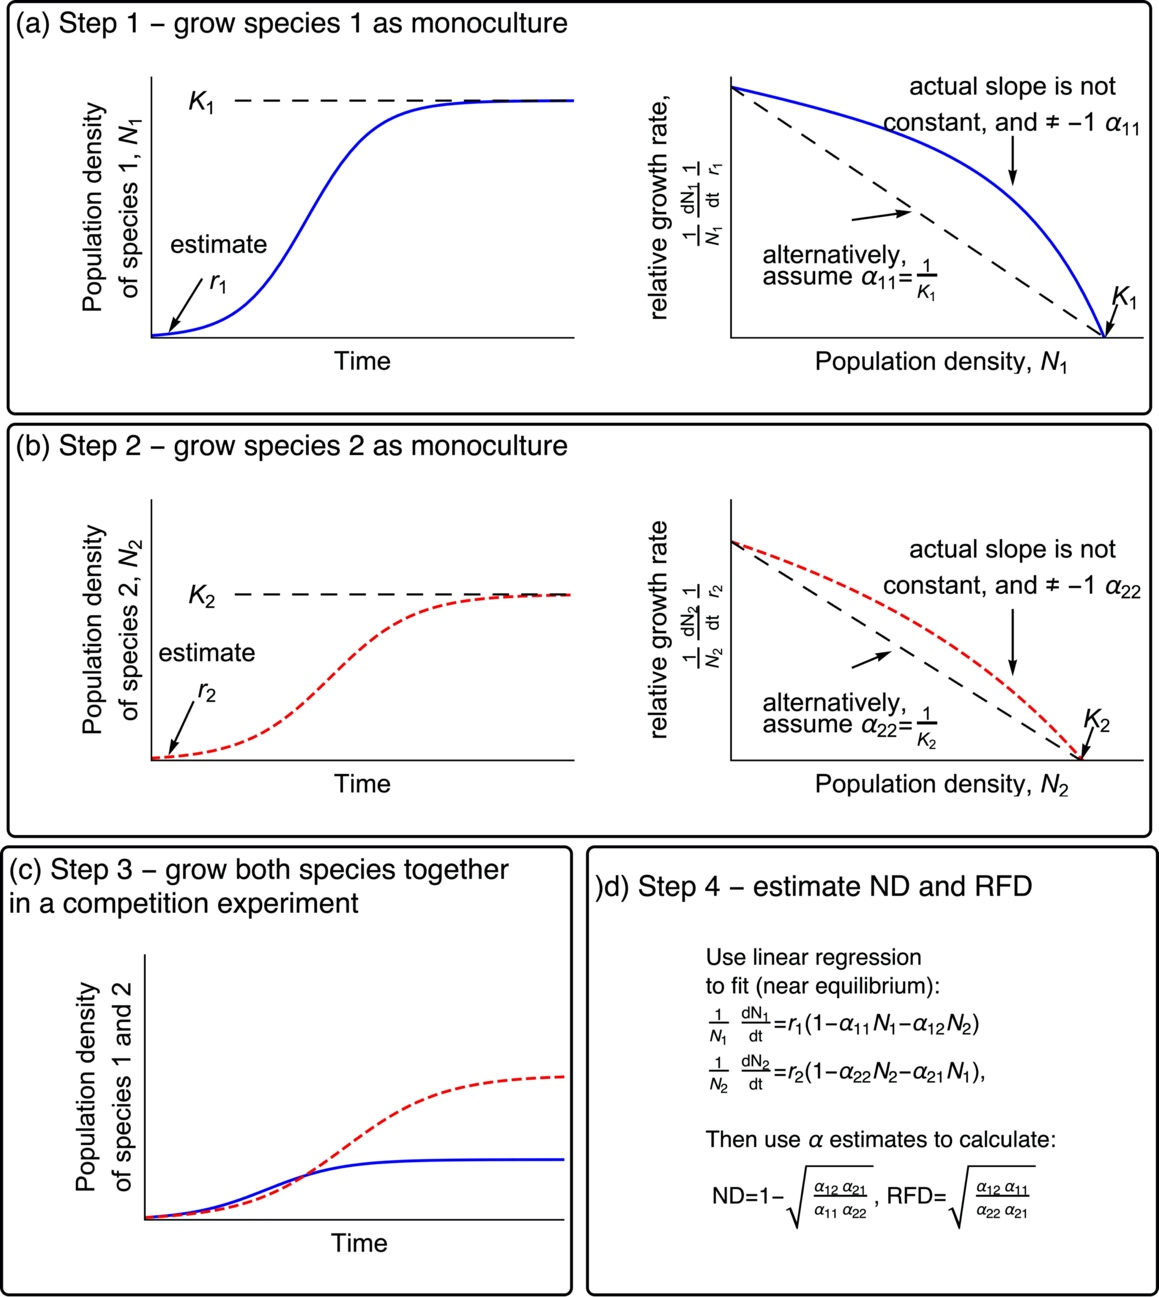 (a) Step 1 – grow species 1 as monoculture
Population density
of species 1, N₁
K₁
estimate
r₁
Time
relative growth rate,
1/N₁ dN₁/dt 1/r₁
actual slope is not
constant, and ≠ −1 α₁₁
alternatively,
assume α₁₁=1/K₁
K₁
Population density, N₁
(b) Step 2 – grow species 2 as monoculture
Population density
of species 2, N₂
K₂
estimate
r₂
Time
relative growth rate
1/N₂ dN₂/dt 1/r₂
actual slope is not
constant, and ≠ −1 α₂₂
alternatively,
assume α₂₂=1/K₂
K₂
Population density, N₂
(c) Step 3 – grow both species together
in a competition experiment
Population density
of species 1 and 2
Time
)d) Step 4 – estimate ND and RFD
Use linear regression
to fit (near equilibrium):
1/N₁ dN₁/dt=r₁(1−α₁₁N₁−α₁₂N₂)
1/N₂ dN₂/dt=r₂(1−α₂₂N₂−α₂₁N₁),
Then use α estimates to calculate:
ND=1−√(α₁₂ α₂₁/α₁₁ α₂₂), RFD=√(α₁₂ α₁₁/α₂₂ α₂₁)